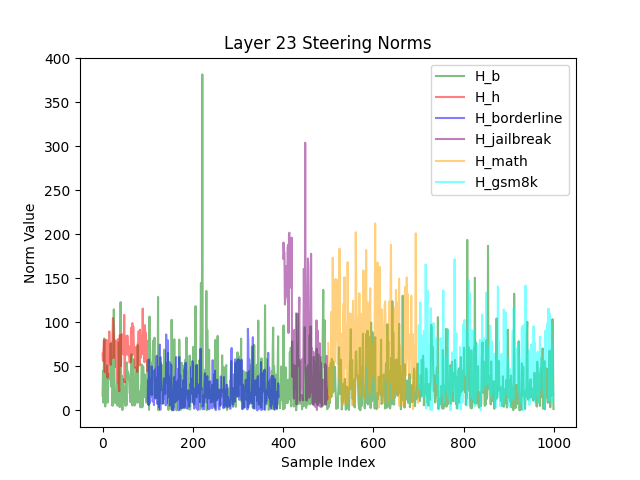 Layer 23 Steering Norms
400
350
300
250
200
150
100
50
0
Norm Value
H_b
H_h
H_borderline
H_jailbreak
H_math
H_gsm8k
0 200 400 600 800 1000
Sample Index